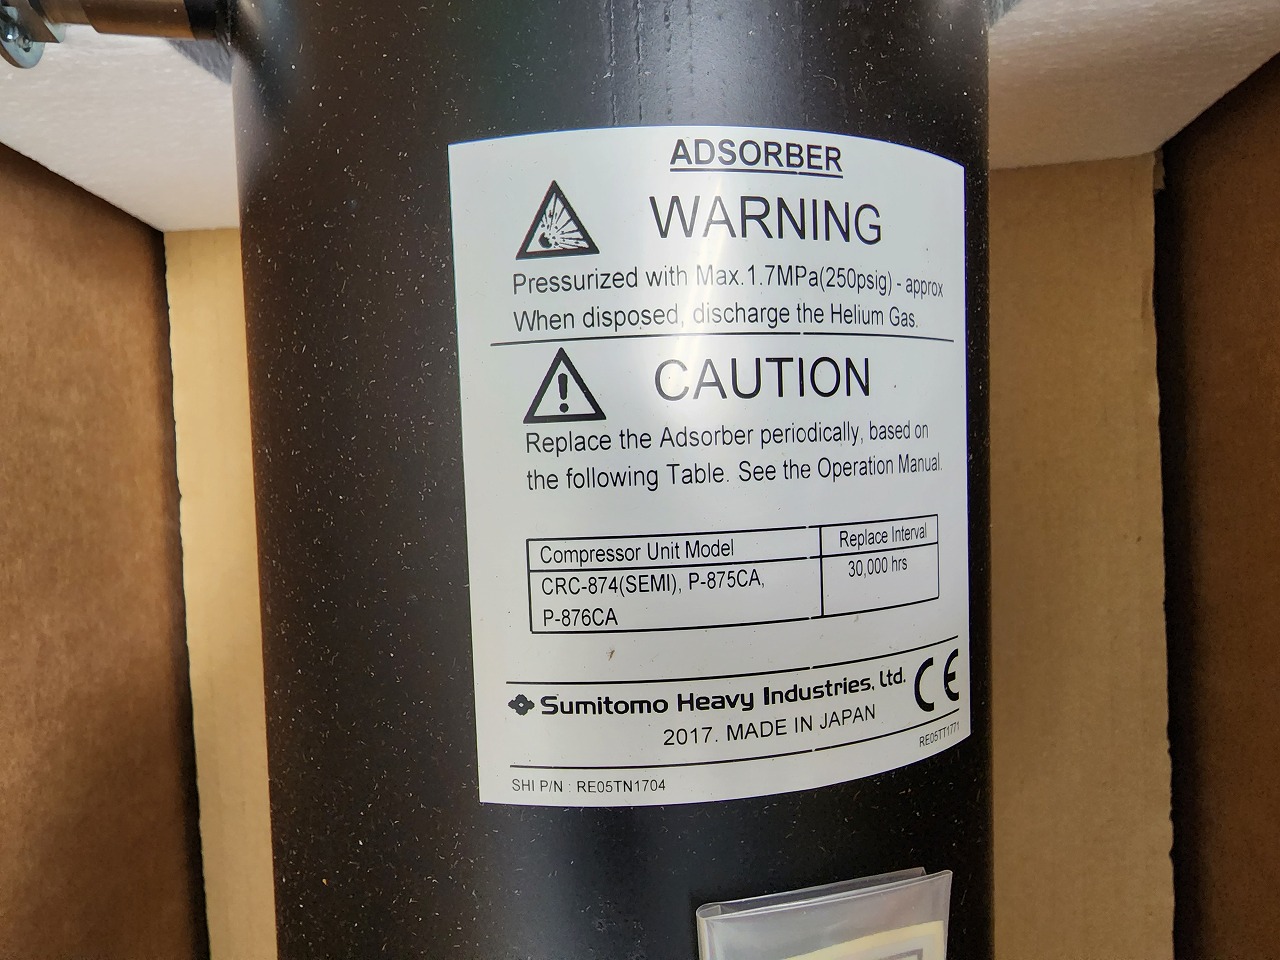 ADSORBER
WARNING
Pressurized with Max.1.7MPa(250psig) - approx
When disposed, discharge the Helium Gas.
CAUTION
Replace the Adsorber periodically, based on
the following Table. See the Operation Manual.
Compressor Unit Model
Replace Interval
CRC-874(SEMI), P-875CA,
P-876CA
30,000 hrs
Sumitomo Heavy Industries, Ltd.
CE
2017. MADE IN JAPAN
RE05TT1771
SHI P/N : RE05TN1704